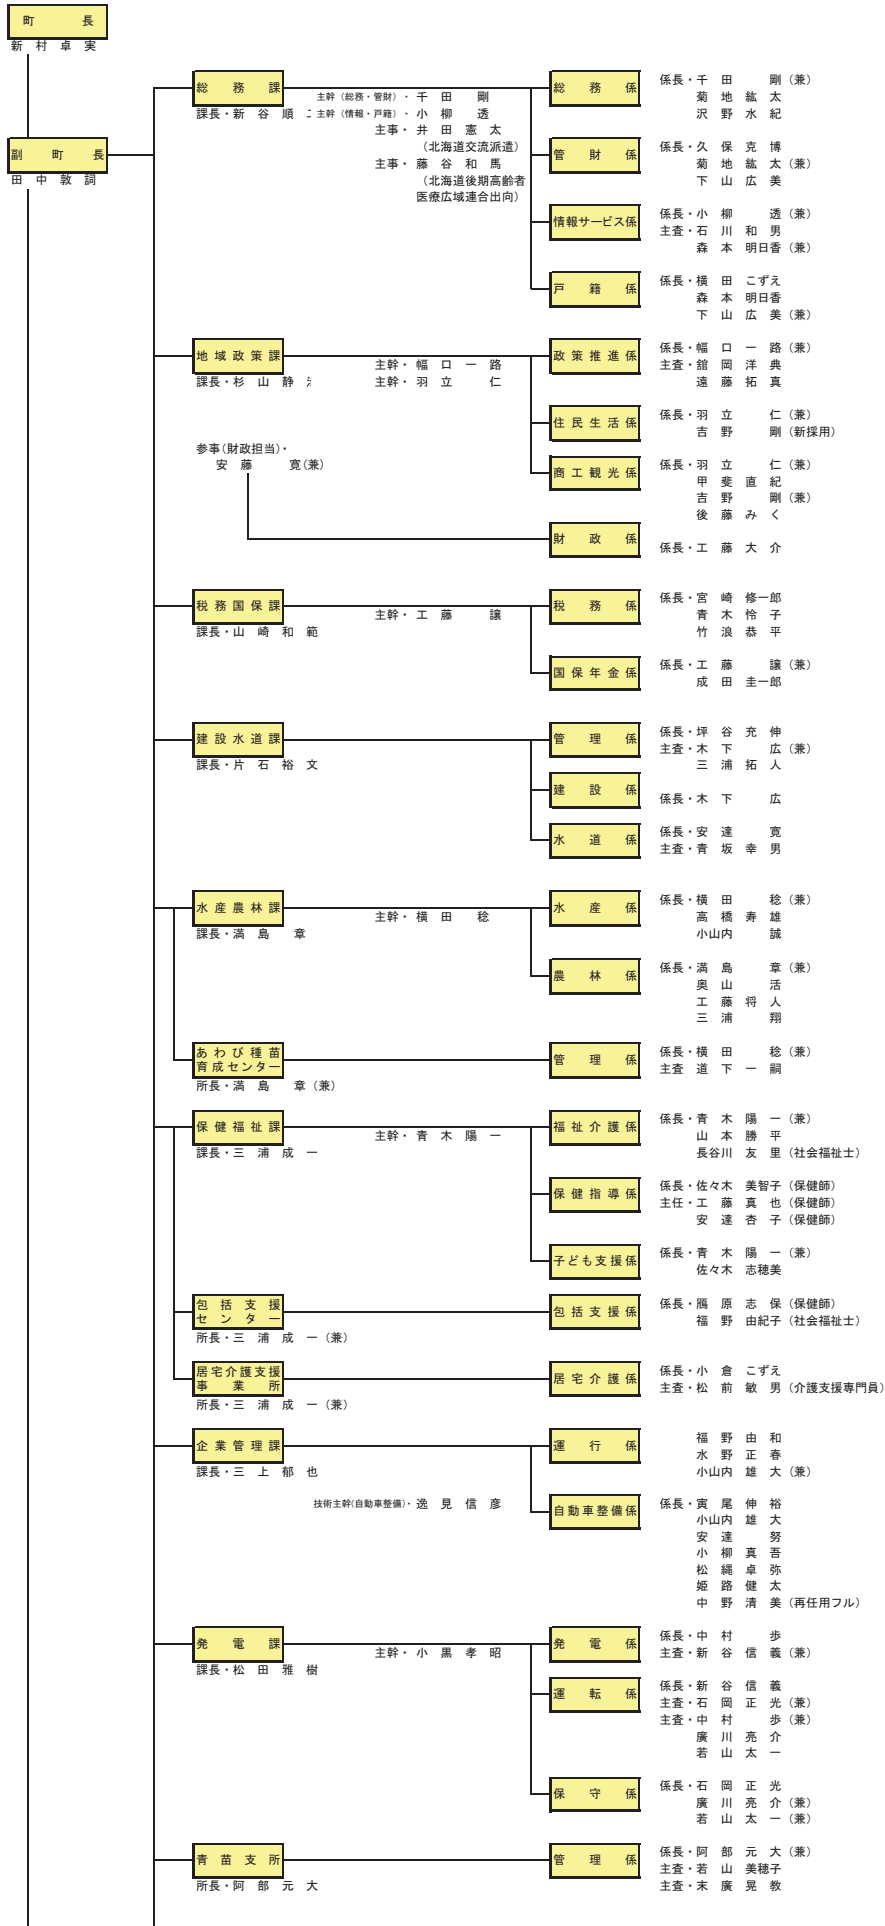 町長
新村卓実
副町長
田中敦詞
総務課
課長・新谷順
主幹（総務・管財）・千田剛
主幹（情報・戸籍）・小柳透
主事・井田憲太
（北海道交流派遣）
主事・藤谷和馬
（北海道後期高齢者
医療広域連合出向）
総務係
係長・千田剛（兼）
菊地紘太
沢野水紀
管財係
係長・久保克博
菊地紘太（兼）
下山広美
情報サービス係
係長・小柳透（兼）
主査・石川和男
森本明日香（兼）
戸籍係
係長・横田こずえ
森本明日香
下山広美（兼）
地域政策課
課長・杉山静
主幹・幅口一路
主幹・羽立仁
政策推進係
係長・幅口一路（兼）
主査・舘岡洋典
遠藤拓真
住民生活係
係長・羽立仁（兼）
吉野剛（新採用）
参事（財政担当）・
安藤寛（兼）
商工観光係
係長・羽立仁（兼）
甲斐直紀
吉野剛（兼）
後藤みく
財政係
係長・工藤大介
税務国保課
課長・山崎和範
主幹・工藤譲
税務係
係長・宮崎修一郎
青木怜子
竹浪恭平
国保年金係
係長・工藤譲（兼）
成田圭一郎
建設水道課
課長・片石裕文
管理係
係長・坪谷充伸
主査・木下広（兼）
三浦拓人
建設係
係長・木下広
水道係
係長・安達寛
主査・青坂幸男
水産農林課
課長・満島章
主幹・横田稔
水産係
係長・横田稔（兼）
高橋寿雄
小山内誠
農林係
係長・満島章（兼）
奥山活
工藤将人
三浦翔
あわび種苗
育成センター
所長・満島章（兼）
管理係
係長・横田稔（兼）
主査 道下一嗣
保健福祉課
課長・三浦成一
主幹・青木陽一
福祉介護係
係長・青木陽一（兼）
山本勝平
長谷川友里（社会福祉士）
保健指導係
係長・佐々木美智子（保健師）
主任・工藤真也（保健師）
安達杏子（保健師）
子ども支援係
係長・青木陽一（兼）
佐々木志穂美
包括支援
センター
所長・三浦成一（兼）
包括支援係
係長・鴈原志保（保健師）
福野由紀子（社会福祉士）
居宅介護支援
事業所
所長・三浦成一（兼）
居宅介護係
係長・小倉こずえ
主査・松前敏男（介護支援専門員）
企業管理課
課長・三上郁也
運行係
福野由和
水野正春
小山内雄大（兼）
技術主幹（自動車整備）・逸見信彦
自動車整備係
係長・寅尾伸裕
小山内雄大
安達努
小柳真吾
松縄卓弥
姫路健太
中野清美（再任用フル）
発電課
課長・松田雅樹
主幹・小黒孝昭
発電係
係長・中村歩
主査・新谷信義（兼）
運転係
係長・新谷信義
主査・石岡正光（兼）
主査・中村歩（兼）
廣川亮介
若山太一
保守係
係長・石岡正光
廣川亮介（兼）
若山太一（兼）
青苗支所
所長・阿部元大
管理係
係長・阿部元大（兼）
主査・若山美穂子
主査・末廣晃教